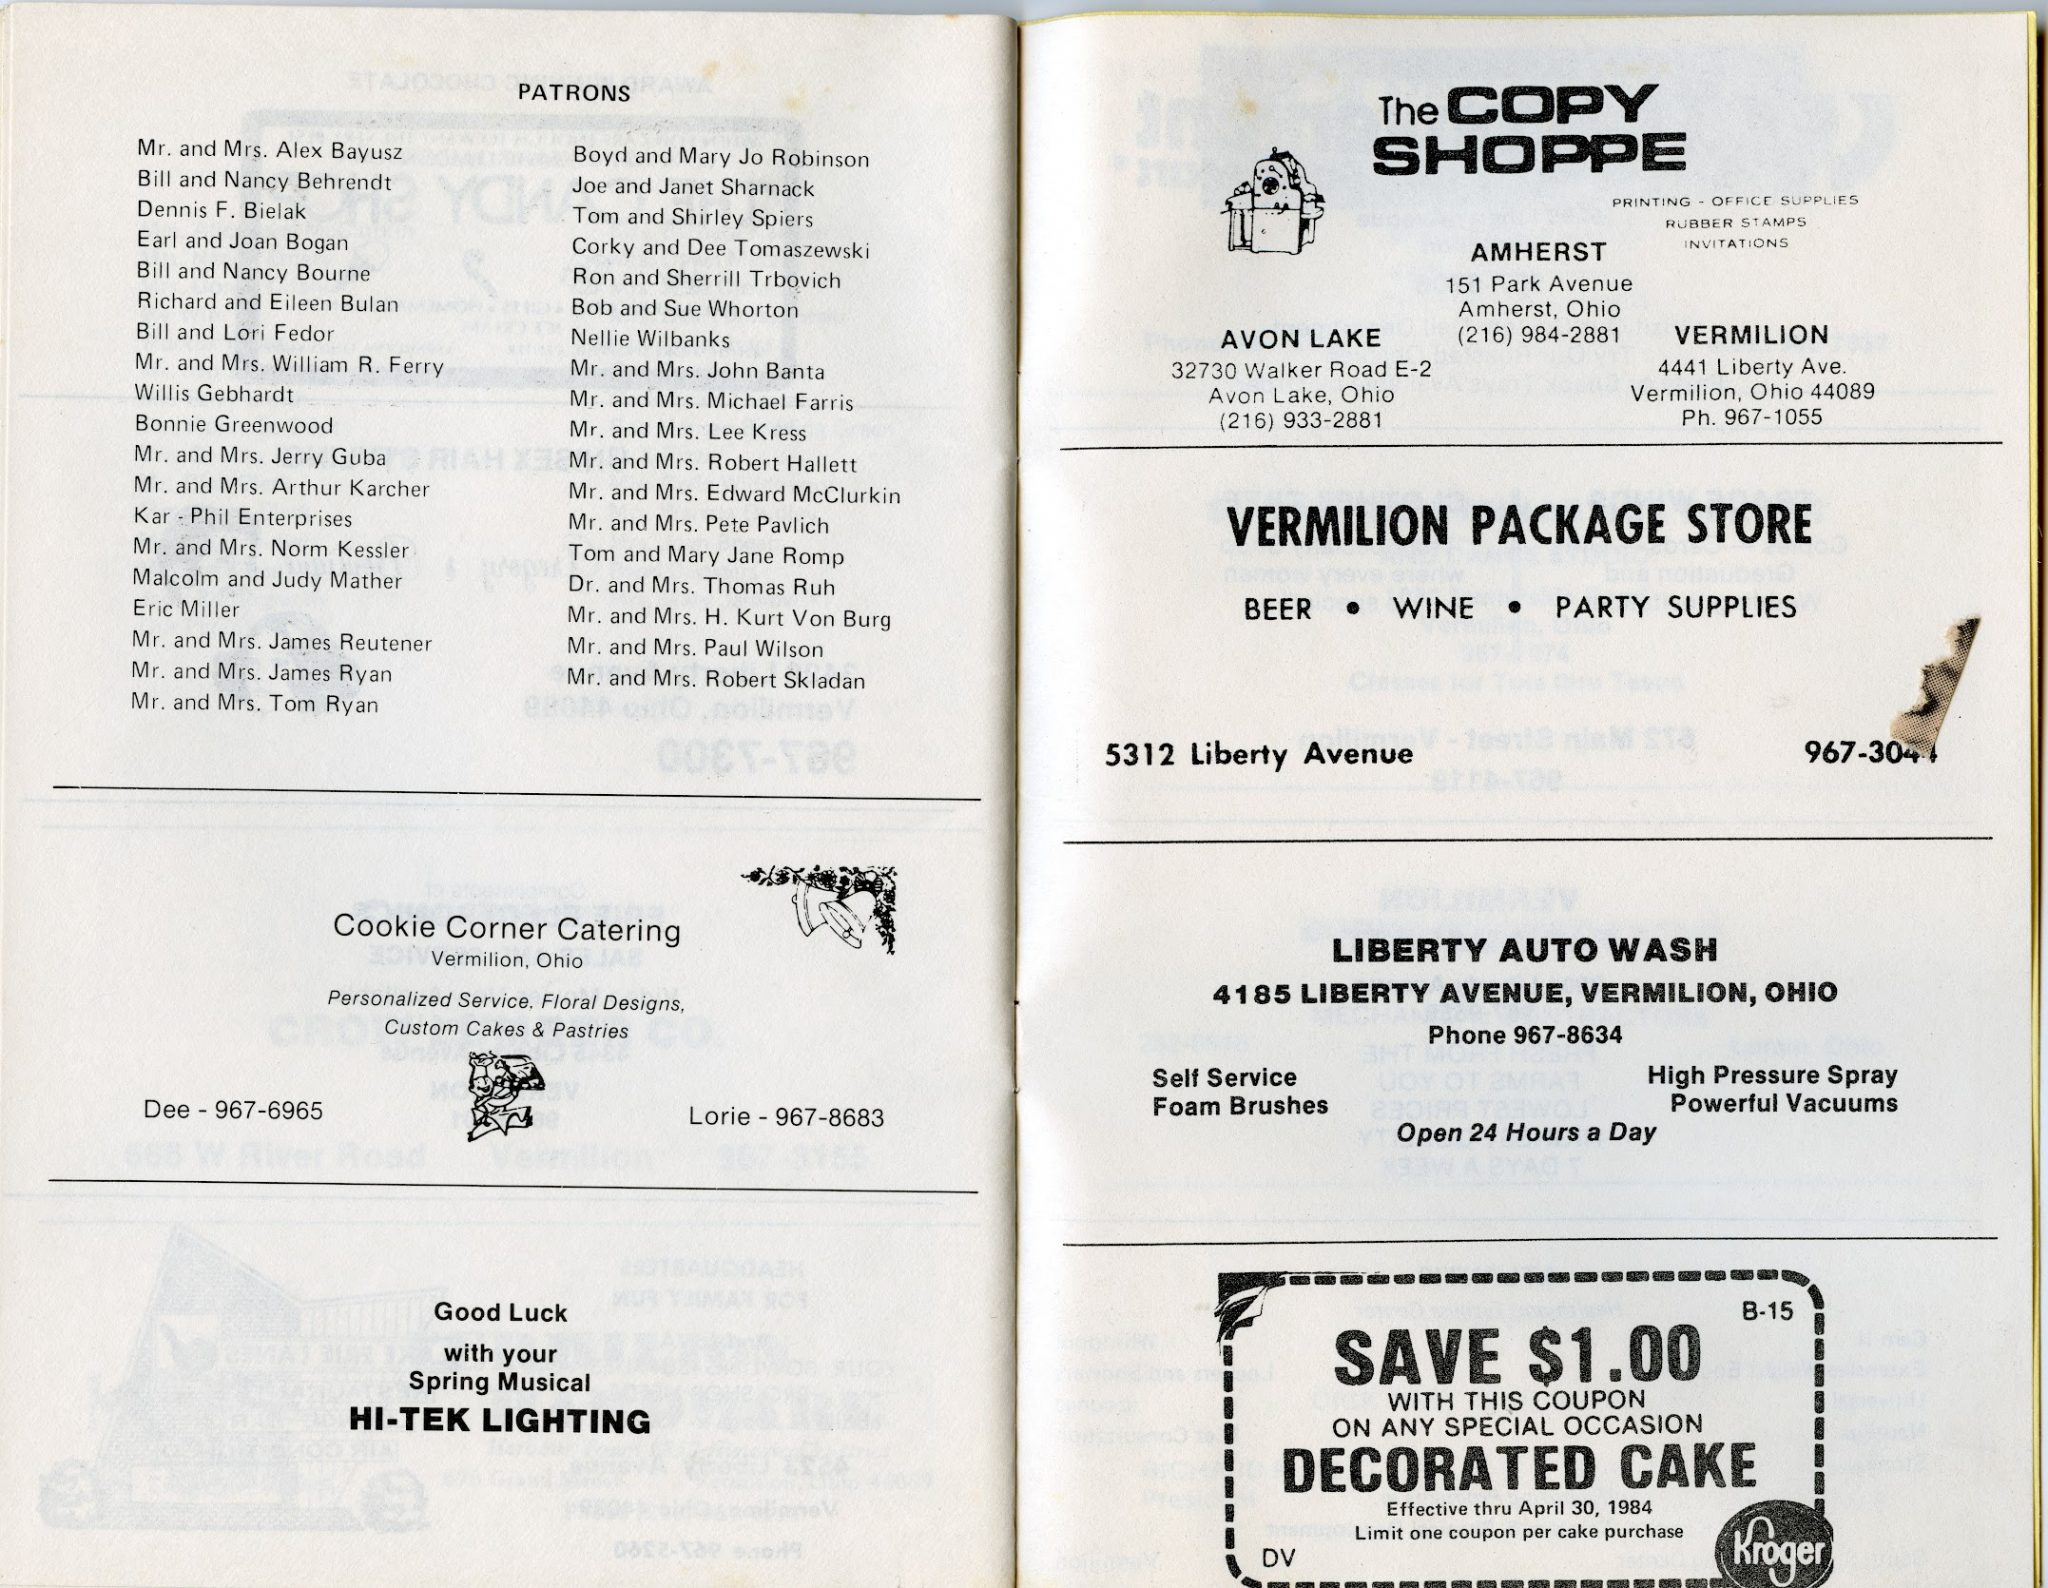 PATRONS
Mr. and Mrs. Alex Bayusz
Bill and Nancy Behrendt
Dennis F. Bielak
Earl and Joan Bogan
Bill and Nancy Bourne
Richard and Eileen Bulan
Bill and Lori Fedor
Mr. and Mrs. William R. Ferry
Willis Gebhardt
Bonnie Greenwood
Mr. and Mrs. Jerry Guba
Mr. and Mrs. Arthur Karcher
Kar - Phil Enterprises
Mr. and Mrs. Norm Kessler
Malcolm and Judy Mather
Eric Miller
Mr. and Mrs. James Reutener
Mr. and Mrs. James Ryan
Mr. and Mrs. Tom Ryan
Boyd and Mary Jo Robinson
Joe and Janet Sharnack
Tom and Shirley Spiers
Corky and Dee Tomaszewski
Ron and Sherrill Trbovich
Bob and Sue Whorton
Nellie Wilbanks
Mr. and Mrs. John Banta
Mr. and Mrs. Michael Farris
Mr. and Mrs. Lee Kress
Mr. and Mrs. Robert Hallett
Mr. and Mrs. Edward McClurkin
Mr. and Mrs. Pete Pavlich
Tom and Mary Jane Romp
Dr. and Mrs. Thomas Ruh
Mr. and Mrs. H. Kurt Von Burg
Mr. and Mrs. Paul Wilson
Mr. and Mrs. Robert Skladan
Cookie Corner Catering
Vermilion, Ohio
Personalized Service. Floral Designs,
Custom Cakes & Pastries
Dee - 967-6965
Lorie - 967-8683
Good Luck
with your
Spring Musical
HI-TEK LIGHTING
The COPY
SHOPPE
PRINTING - OFFICE SUPPLIES
RUBBER STAMPS
INVITATIONS
AMHERST
151 Park Avenue
Amherst, Ohio
(216) 984-2881
AVON LAKE
32730 Walker Road E-2
Avon Lake, Ohio
(216) 933-2881
VERMILION
4441 Liberty Ave.
Vermilion, Ohio 44089
Ph. 967-1055
VERMILION PACKAGE STORE
BEER • WINE • PARTY SUPPLIES
5312 Liberty Avenue
LIBERTY AUTO WASH
4185 LIBERTY AVENUE, VERMILION, OHIO
Phone 967-8634
Self Service
Foam Brushes
High Pressure Spray
Powerful Vacuums
Open 24 Hours a Day
B-15
SAVE $1.00
WITH THIS COUPON
ON ANY SPECIAL OCCASION
DECORATED CAKE
Effective thru April 30, 1984
Limit one coupon per cake purchase
DV
Kroger